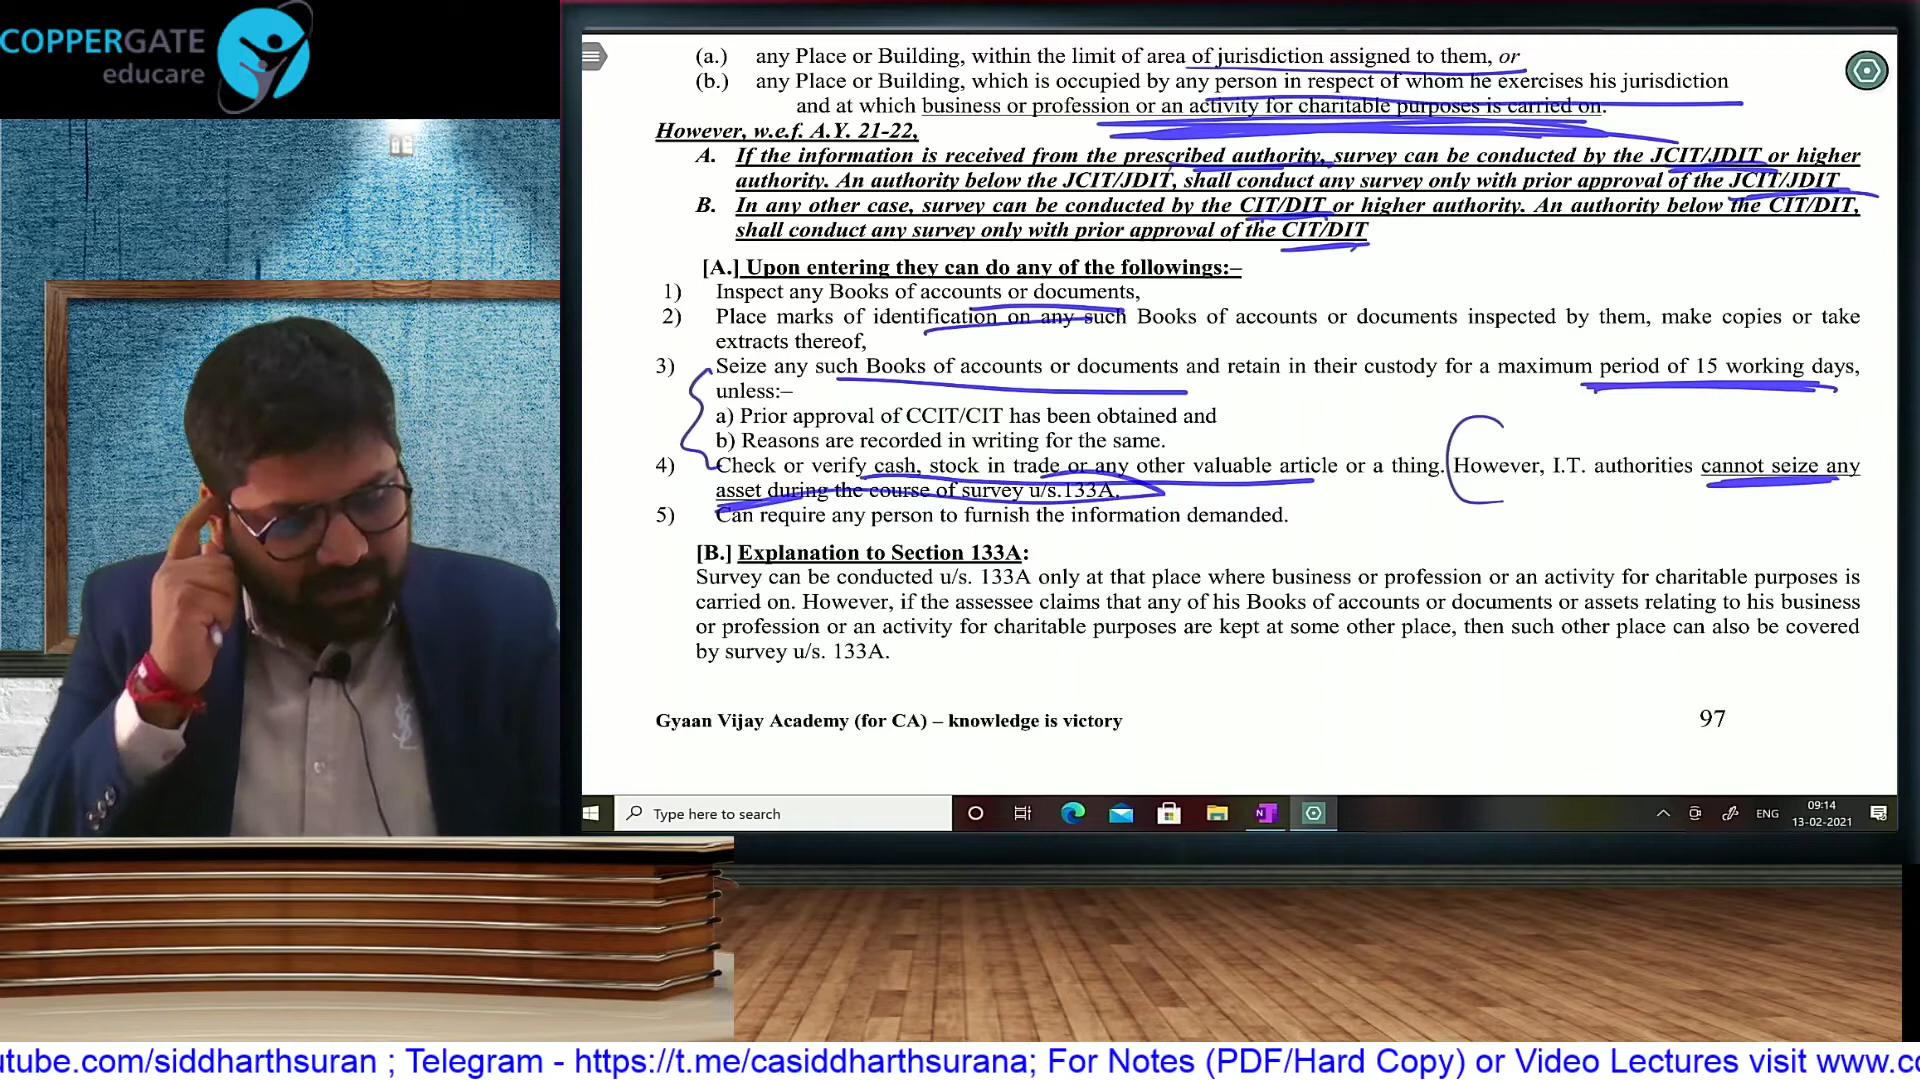 COPPERGATE
educare
(a.) any Place or Building, within the limit of area of jurisdiction assigned to them, or
(b.) any Place or Building, which is occupied by any person in respect of whom he exercises his jurisdiction
and at which business or profession or an activity for charitable purposes is carried on.
However, w.e.f. A.Y. 21-22,
A. If the information is received from the prescribed authority, survey can be conducted by the JCIT/JDIT or higher
authority. An authority below the JCIT/JDIT, shall conduct any survey only with prior approval of the JCIT/JDIT
B. In any other case, survey can be conducted by the CIT/DIT or higher authority. An authority below the CIT/DIT,
shall conduct any survey only with prior approval of the CIT/DIT
[A.] Upon entering they can do any of the followings:–
1) Inspect any Books of accounts or documents,
2) Place marks of identification on any such Books of accounts or documents inspected by them, make copies or take
extracts thereof,
3) Seize any such Books of accounts or documents and retain in their custody for a maximum period of 15 working days,
unless:–
a) Prior approval of CCIT/CIT has been obtained and
b) Reasons are recorded in writing for the same.
4) Check or verify cash, stock in trade or any other valuable article or a thing. However, I.T. authorities cannot seize any
asset during the course of survey u/s.133A.
5) Can require any person to furnish the information demanded.
[B.] Explanation to Section 133A:
Survey can be conducted u/s. 133A only at that place where business or profession or an activity for charitable purposes is
carried on. However, if the assessee claims that any of his Books of accounts or documents or assets relating to his business
or profession or an activity for charitable purposes are kept at some other place, then such other place can also be covered
by survey u/s. 133A.
Gyaan Vijay Academy (for CA) – knowledge is victory 97
Type here to search
ENG
09:14
13-02-2021
utube.com/siddharthsuran ; Telegram - https://t.me/casiddharthsurana; For Notes (PDF/Hard Copy) or Video Lectures visit www.co